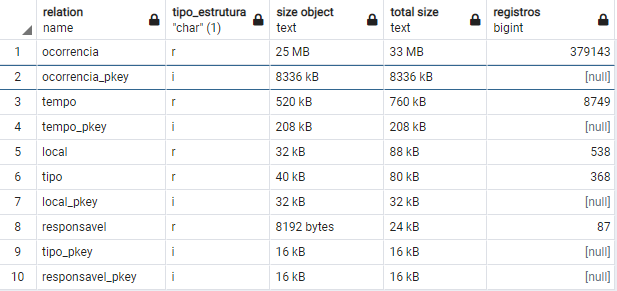 relation tipo_estrutura size object total size registros
name "char" (1) text text bigint
1 ocorrencia r 25 MB 33 MB 379143
2 ocorrencia_pkey i 8336 kB 8336 kB [null]
3 tempo r 520 kB 760 kB 8749
4 tempo_pkey i 208 kB 208 kB [null]
5 local r 32 kB 88 kB 538
6 tipo r 40 kB 80 kB 368
7 local_pkey i 32 kB 32 kB [null]
8 responsavel r 8192 bytes 24 kB 87
9 tipo_pkey i 16 kB 16 kB [null]
10 responsavel_pkey i 16 kB 16 kB [null]